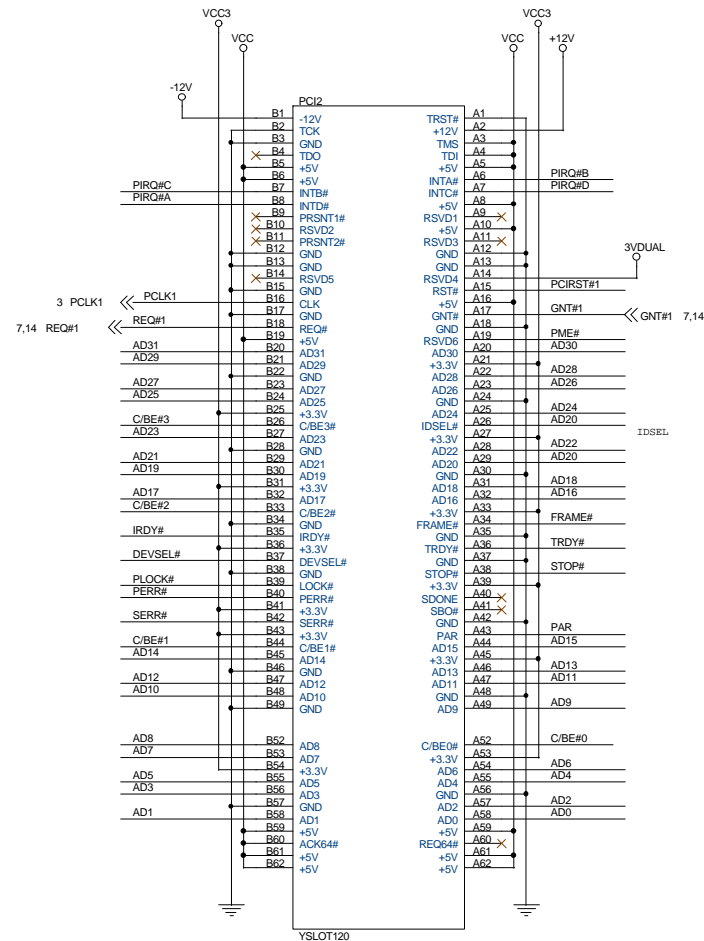 VCC3 VCC3
VCC VCC +12V
-12V
PCI2
B1 -12V TRST# A1
B2 TCK +12V A2
B3 GND TMS A3
B4 TDO TDI A4
B5 +5V +5V A5
B6 +5V INTA# A6 PIRQ#B
PIRQ#C B7 INTB# INTC# A7 PIRQ#D
PIRQ#A B8 INTD# +5V A8
B9 PRSNT1# RSVD1 A9
B10 RSVD2 +5V A10
B11 PRSNT2# RSVD3 A11
B12 GND GND A12
B13 GND GND A13
B14 RSVD5 RSVD4 A14 3VDUAL
B15 GND RST# A15 PCIRST#1
3 PCLK1 PCLK1 B16 CLK +5V A16
B17 GND GNT# A17 GNT#1 GNT#1 7,14
7,14 REQ#1 REQ#1 B18 REQ# GND A18
B19 +5V RSVD6 A19 PME#
AD31 B20 AD31 AD30 A20 AD30
AD29 B21 AD29 +3.3V A21
B22 GND AD28 A22 AD28
AD27 B23 AD27 AD26 A23 AD26
AD25 B24 AD25 GND A24
B25 +3.3V AD24 A25 AD24
C/BE#3 B26 C/BE3# IDSEL# A26 AD20
AD23 B27 AD23 +3.3V A27 IDSEL
B28 GND AD22 A28 AD22
AD21 B29 AD21 AD20 A29 AD20
AD19 B30 AD19 GND A30
B31 +3.3V AD18 A31 AD18
AD17 B32 AD17 AD16 A32 AD16
C/BE#2 B33 C/BE2# +3.3V A33
B34 GND FRAME# A34 FRAME#
IRDY# B35 IRDY# GND A35
B36 +3.3V TRDY# A36 TRDY#
DEVSEL# B37 DEVSEL# GND A37
B38 GND STOP# A38 STOP#
PLOCK# B39 LOCK# +3.3V A39
PERR# B40 PERR# SDONE A40
B41 +3.3V SBO# A41
SERR# B42 SERR# GND A42
B43 +3.3V PAR A43 PAR
C/BE#1 B44 C/BE1# AD15 A44 AD15
AD14 B45 AD14 +3.3V A45
B46 GND AD13 A46 AD13
AD12 B47 AD12 AD11 A47 AD11
AD10 B48 AD10 GND A48
B49 GND AD9 A49 AD9
AD8 B52 AD8 C/BE0# A52 C/BE#0
AD7 B53 AD7 +3.3V A53
B54 +3.3V AD6 A54 AD6
AD5 B55 AD5 AD4 A55 AD4
AD3 B56 AD3 GND A56
B57 GND AD2 A57 AD2
AD1 B58 AD1 AD0 A58 AD0
B59 +5V +5V A59
B60 ACK64# REQ64# A60
B61 +5V +5V A61
B62 +5V +5V A62
YSLOT120